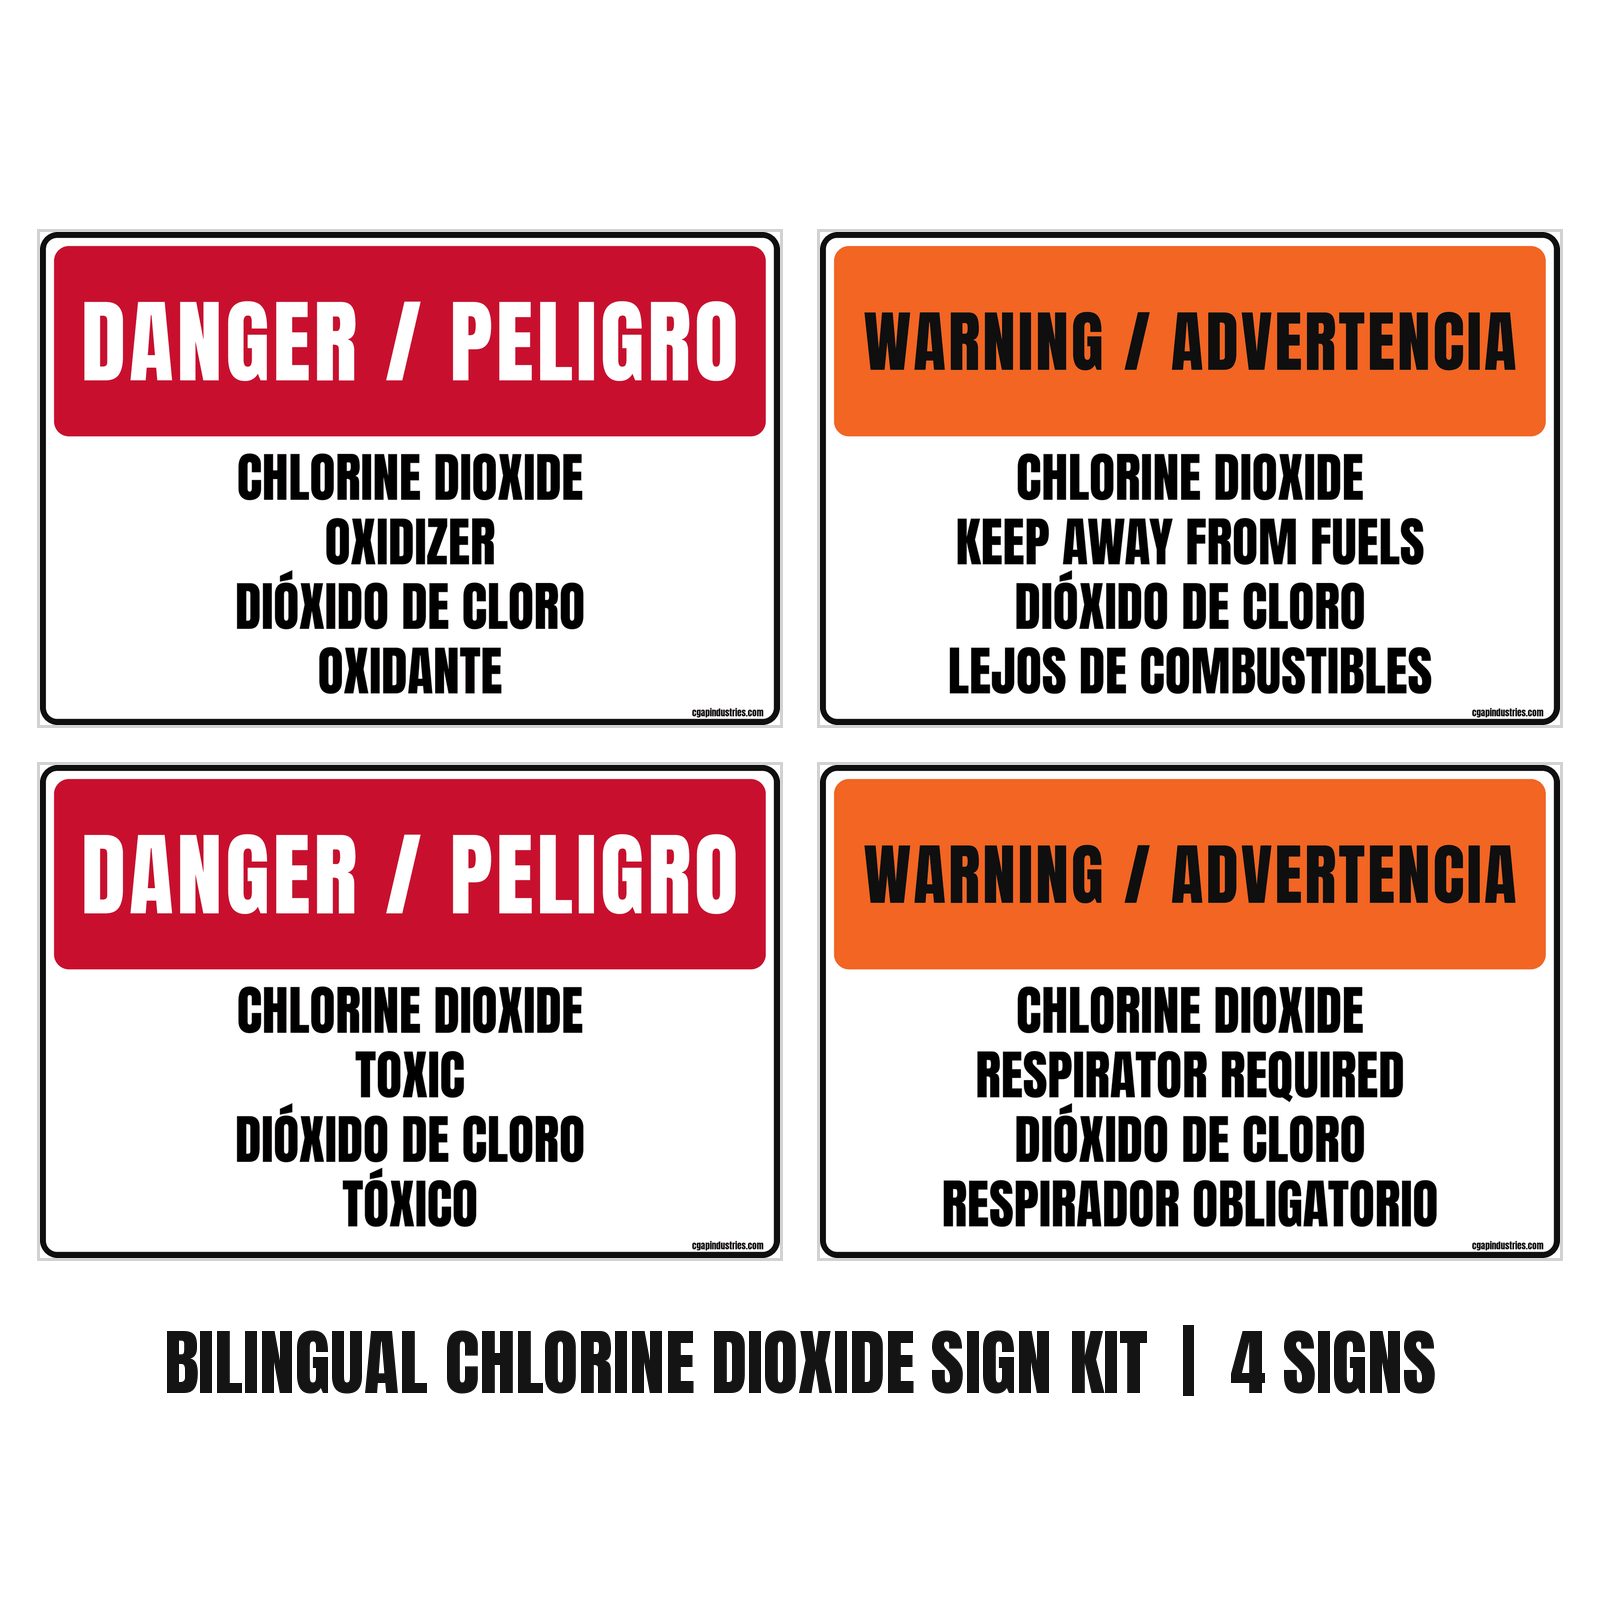 DANGER / PELIGRO
CHLORINE DIOXIDE
OXIDIZER
DIÓXIDO DE CLORO
OXIDANTE
cgapindustries.com
WARNING / ADVERTENCIA
CHLORINE DIOXIDE
KEEP AWAY FROM FUELS
DIÓXIDO DE CLORO
LEJOS DE COMBUSTIBLES
cgapindustries.com
DANGER / PELIGRO
CHLORINE DIOXIDE
TOXIC
DIÓXIDO DE CLORO
TÓXICO
cgapindustries.com
WARNING / ADVERTENCIA
CHLORINE DIOXIDE
RESPIRATOR REQUIRED
DIÓXIDO DE CLORO
RESPIRADOR OBLIGATORIO
cgapindustries.com
BILINGUAL CHLORINE DIOXIDE SIGN KIT | 4 SIGNS